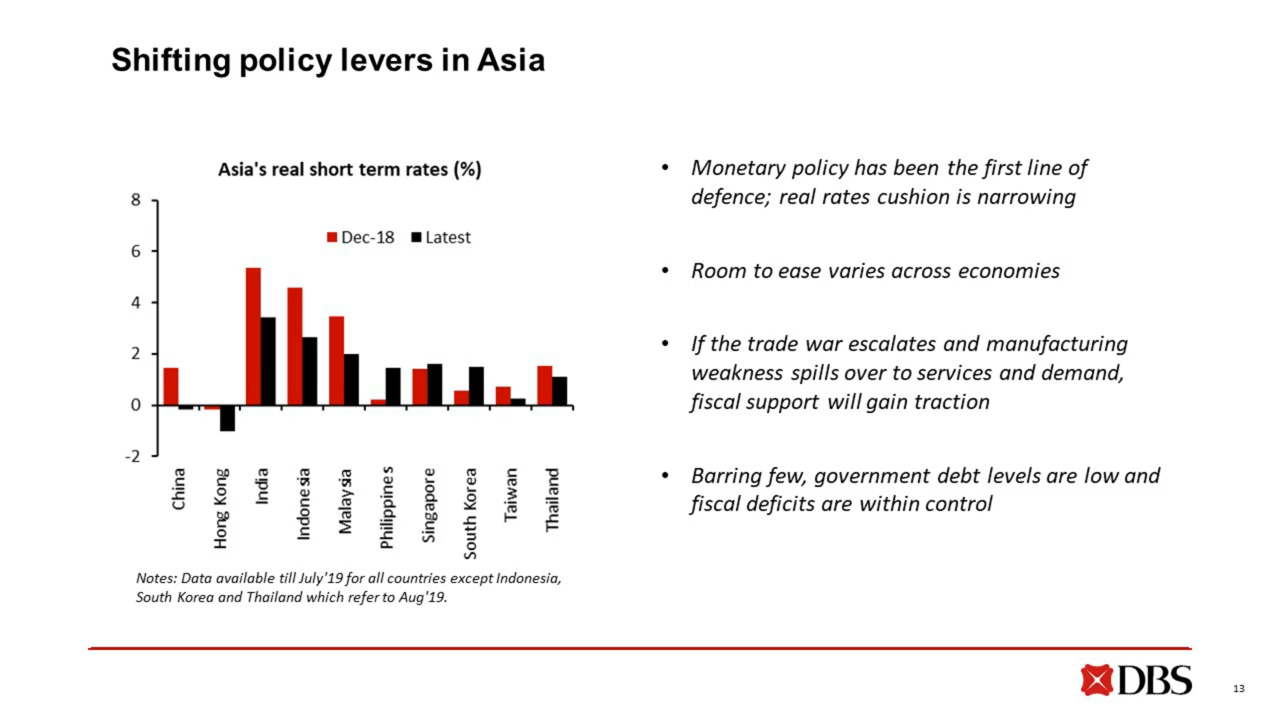 Shifting policy levers in Asia
Asia's real short term rates (%)
8
6
4
2
0
-2
Dec-18
Latest
China
Hong Kong
India
Indonesia
Malaysia
Philippines
Singapore
South Korea
Taiwan
Thailand
Notes: Data available till July'19 for all countries except Indonesia,
South Korea and Thailand which refer to Aug'19.
• Monetary policy has been the first line of
defence; real rates cushion is narrowing
• Room to ease varies across economies
• If the trade war escalates and manufacturing
weakness spills over to services and demand,
fiscal support will gain traction
• Barring few, government debt levels are low and
fiscal deficits are within control
DBS
13